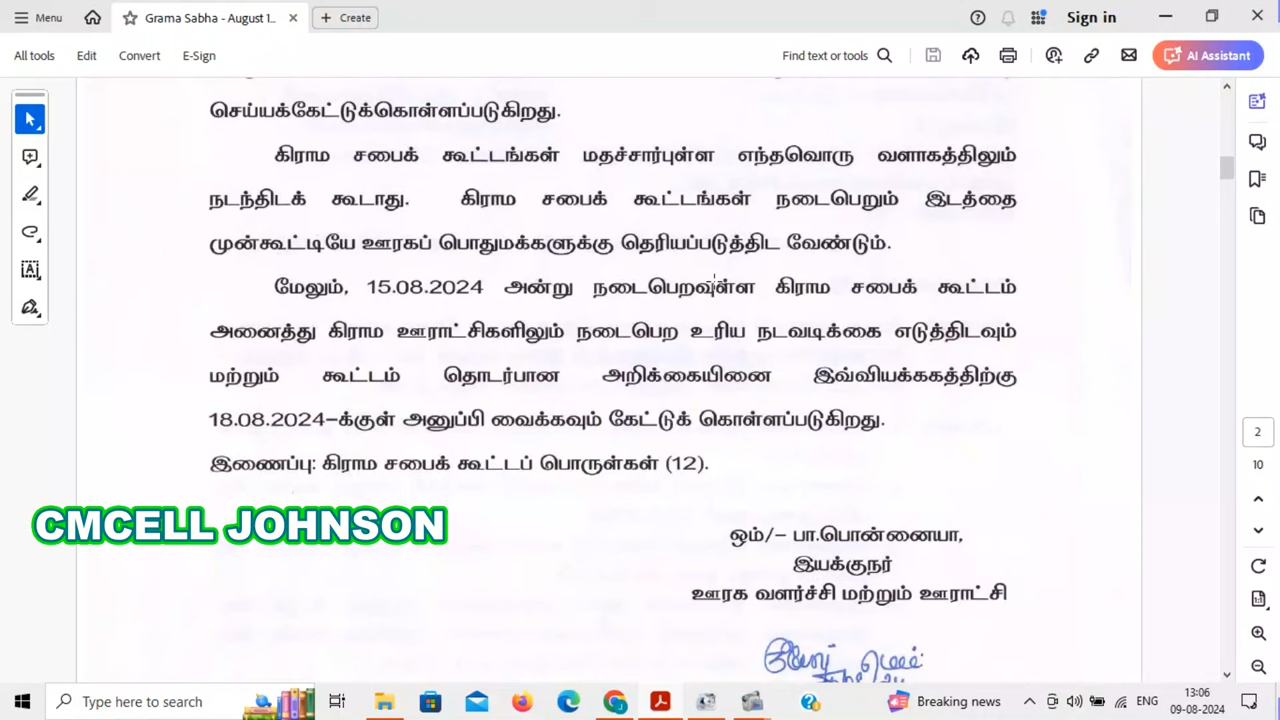 Menu
Grama Sabha - August 1...
Create
Sign in
All tools
Edit
Convert
E-Sign
Find text or tools
AI Assistant
செய்யக்கேட்டுக்கொள்ளப்படுகிறது.
கிராம சபைக் கூட்டங்கள் மதச்சார்புள்ள எந்தவொரு வளாகத்திலும்
நடந்திடக் கூடாது. கிராம சபைக் கூட்டங்கள் நடைபெறும் இடத்தை
முன்கூட்டியே ஊரகப் பொதுமக்களுக்கு தெரியப்படுத்திட வேண்டும்.
மேலும், 15.08.2024 அன்று நடைபெறவுள்ள கிராம சபைக் கூட்டம்
அனைத்து கிராம ஊராட்சிகளிலும் நடைபெற உரிய நடவடிக்கை எடுத்திடவும்
மற்றும் கூட்டம் தொடர்பான அறிக்கையினை இவ்வியக்ககத்திற்கு
18.08.2024-க்குள் அனுப்பி வைக்கவும் கேட்டுக் கொள்ளப்படுகிறது.
இணைப்பு: கிராம சபைக் கூட்டப் பொருள்கள் (12).
2
10
CMCELL JOHNSON
ஒம்/- பா.பொன்னையா,
இயக்குநர்
ஊரக வளர்ச்சி மற்றும் ஊராட்சி
Type here to search
Breaking news
ENG
13:06
09-08-2024